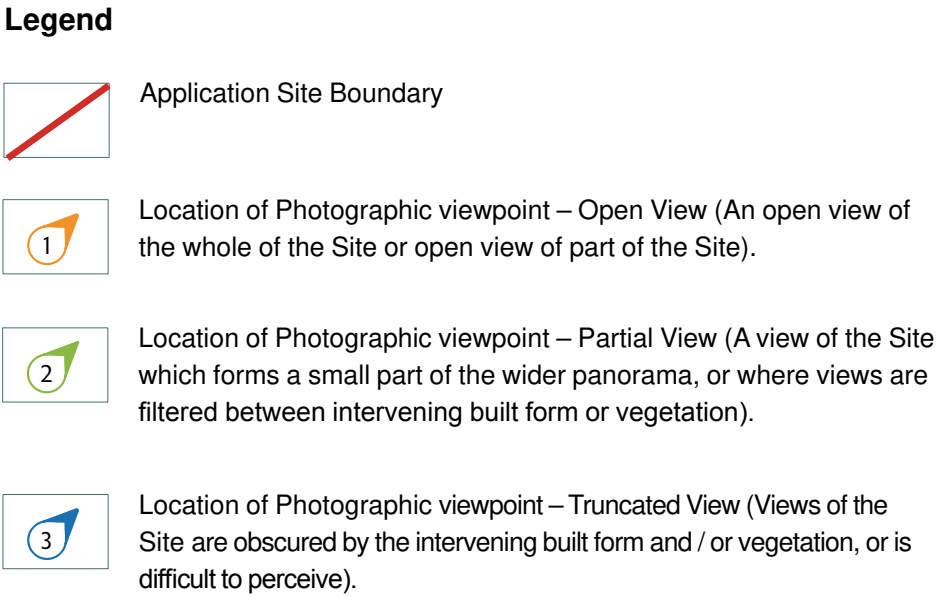 Legend
Application Site Boundary
1
Location of Photographic viewpoint – Open View (An open view of
the whole of the Site or open view of part of the Site).
2
Location of Photographic viewpoint – Partial View (A view of the Site
which forms a small part of the wider panorama, or where views are
filtered between intervening built form or vegetation).
3
Location of Photographic viewpoint – Truncated View (Views of the
Site are obscured by the intervening built form and / or vegetation, or is
difficult to perceive).